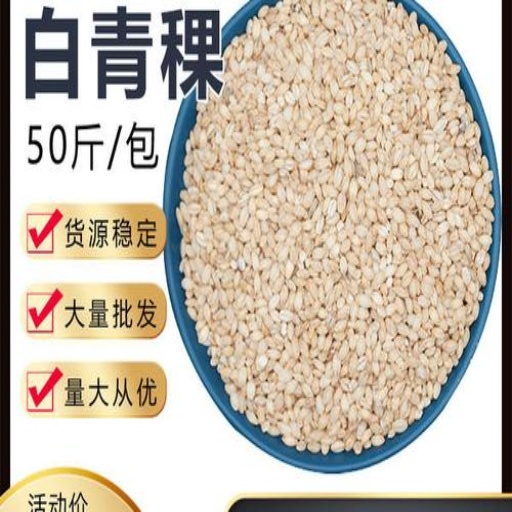 白青稞
50斤/包
货源稳定
大量批发
量大从优
活动价